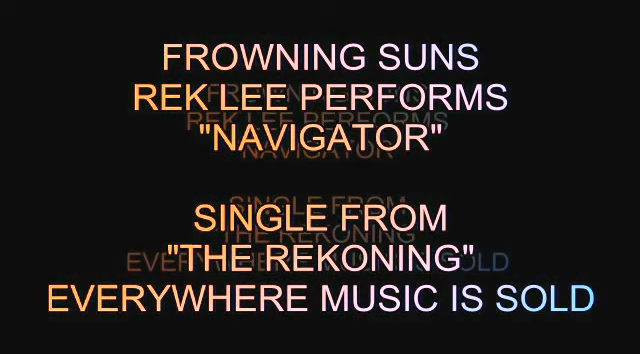 FROWNING SUNS
REK LEE PERFORMS
"NAVIGATOR"
SINGLE FROM
"THE REKONING"
EVERYWHERE MUSIC IS SOLD